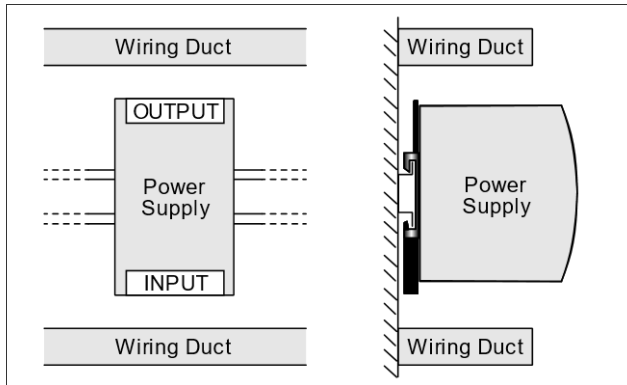 Wiring Duct
Wiring Duct
OUTPUT
Power
Supply
Power
Supply
INPUT
Wiring Duct
Wiring Duct